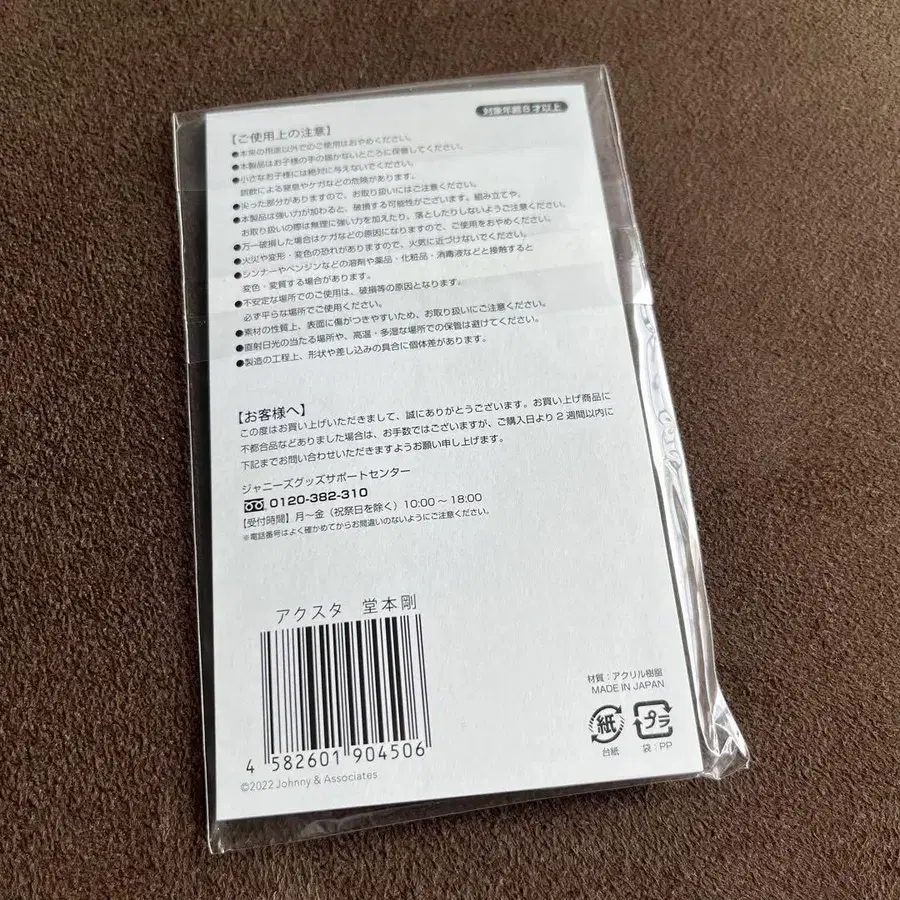 対象年齢8才以上
【ご使用上の注意】
●本来の用途以外でのご使用はおやめください。
●本製品はお子様の手の届かないところに保管してください。
●小さなお子様には絶対に与えないでください。
誤飲による窒息やケガなどの危険があります。
●尖った部分がありますので、お取り扱いにはご注意ください。
●本製品は強い力が加わると、破損する可能性がございます。組み立てや、
お取り扱いの際は無理に強い力を加えたり、落としたりしないようご注意ください。
●万一破損した場合はケガなどの原因になりますので、ご使用をおやめください。
●火災や変形・変色の恐れがありますので、火気に近づけないでください。
●シンナーやベンジンなどの溶剤や薬品・化粧品・消毒液などと接触すると
変色・変質する場合があります。
●不安定な場所でのご使用は、破損等の原因となります。
必ず平らな場所でご使用ください。
●素材の性質上、表面に傷がつきやすいため、お取り扱いにご注意ください。
●直射日光の当たる場所や、高温・多湿な場所での保管は避けてください。
●製造の工程上、形状や差し込みの具合に個体差があります。
【お客様へ】
この度はお買い上げいただきまして、誠にありがとうございます。お買い上げ商品に
不都合品などありました場合は、お手数ではございますが、ご購入日より2週間以内に
下記までお問い合わせいただきますようお願い申し上げます。
ジャニーズグッズサポートセンター
0120-382-310
【受付時間】月～金（祝祭日を除く）10:00～18:00
※電話番号はよく確かめてからお間違いのないようにご注意ください。
アクスタ 堂本剛
4 582601 904506
©2022 Johnny & Associates
材質：アクリル樹脂
MADE IN JAPAN
紙 プラ
台紙 袋：PP